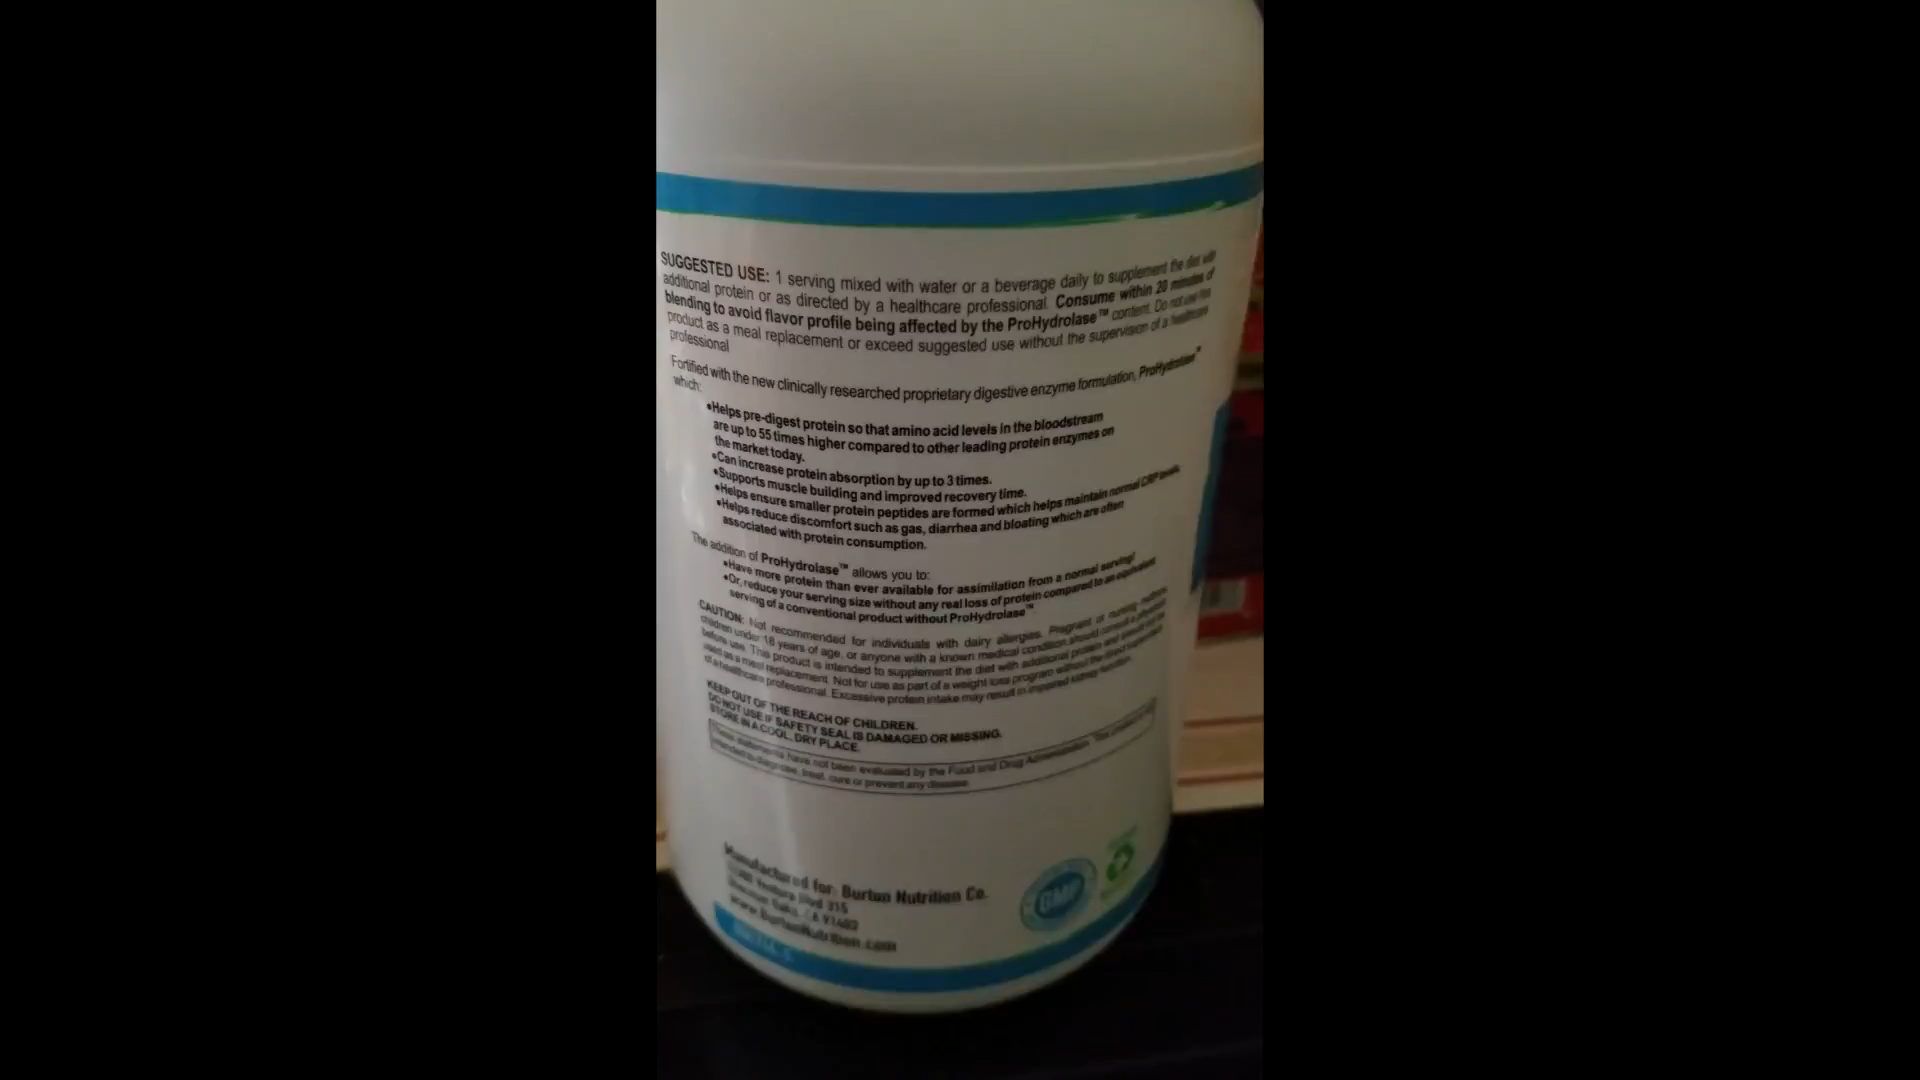 SUGGESTED USE: 1 serving mixed with water or a beverage daily to supplement the diet with
additional protein or as directed by a healthcare professional. Consume within 20 minutes of
blending to avoid flavor profile being affected by the ProHydrolase™ content. Do not use this
product as a meal replacement or exceed suggested use without the supervision of a healthcare
professional
Fortified with the new clinically researched proprietary digestive enzyme formulation, ProHydrolase™
which:
•Helps pre-digest protein so that amino acid levels in the bloodstream
are up to 55 times higher compared to other leading protein enzymes on
the market today.
•Can increase protein absorption by up to 3 times.
•Supports muscle building and improved recovery time.
•Helps ensure smaller protein peptides are formed which helps maintain normal CRP levels
•Helps reduce discomfort such as gas, diarrhea and bloating which are often
associated with protein consumption.
The addition of ProHydrolase™ allows you to:
•Have more protein than ever available for assimilation from a normal serving!
•Or, reduce your serving size without any real loss of protein compared to an equivalent
serving of a conventional product without ProHydrolase™.
CAUTION: Not recommended for individuals with dairy allergies. Pregnant or nursing mothers,
children under 18 years of age, or anyone with a known medical condition should consult a physician
before use. This product is intended to supplement the diet with additional protein and should not be
used as a meal replacement. Not for use as part of a weight loss program without the direct supervision
of a healthcare professional. Excessive protein intake may result in impaired kidney function.
KEEP OUT OF THE REACH OF CHILDREN.
DO NOT USE IF SAFETY SEAL IS DAMAGED OR MISSING.
STORE IN A COOL, DRY PLACE.
These statements have not been evaluated by the Food and Drug Administration. This product is not
intended to diagnose, treat, cure or prevent any disease.
Manufactured for: Burton Nutrition Co.
Ventura Blvd 315
Sherman Oaks, CA 91403
www.BurtonNutrition.com
GMP